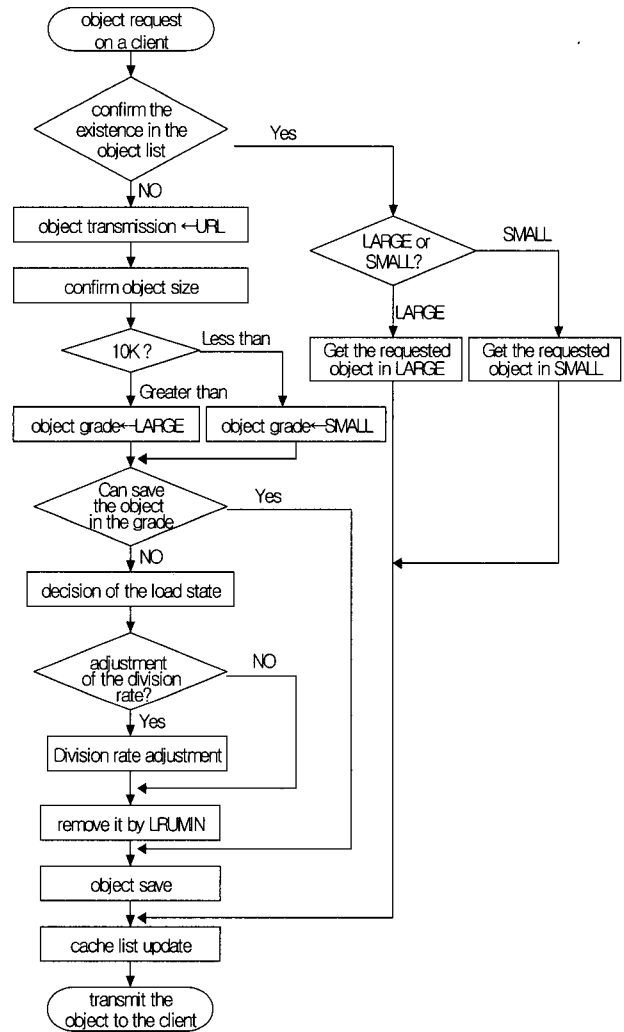 object request
on a client
confirm the
existence in the
object list
Yes
NO
object transmission ←URL
LARGE or
SMALL?
SMALL
confirm object size
LARGE
10K ?
Less than
Get the requested
object in LARGE
Get the requested
object in SMALL
Greater than
object grade←LARGE
object grade←SMALL
Can save
the object
in the grade
Yes
NO
decision of the load state
adjustment
of the division
rate?
NO
Yes
Division rate adjustment
remove it by LRUMIN
object save
cache list update
transmit the
object to the client